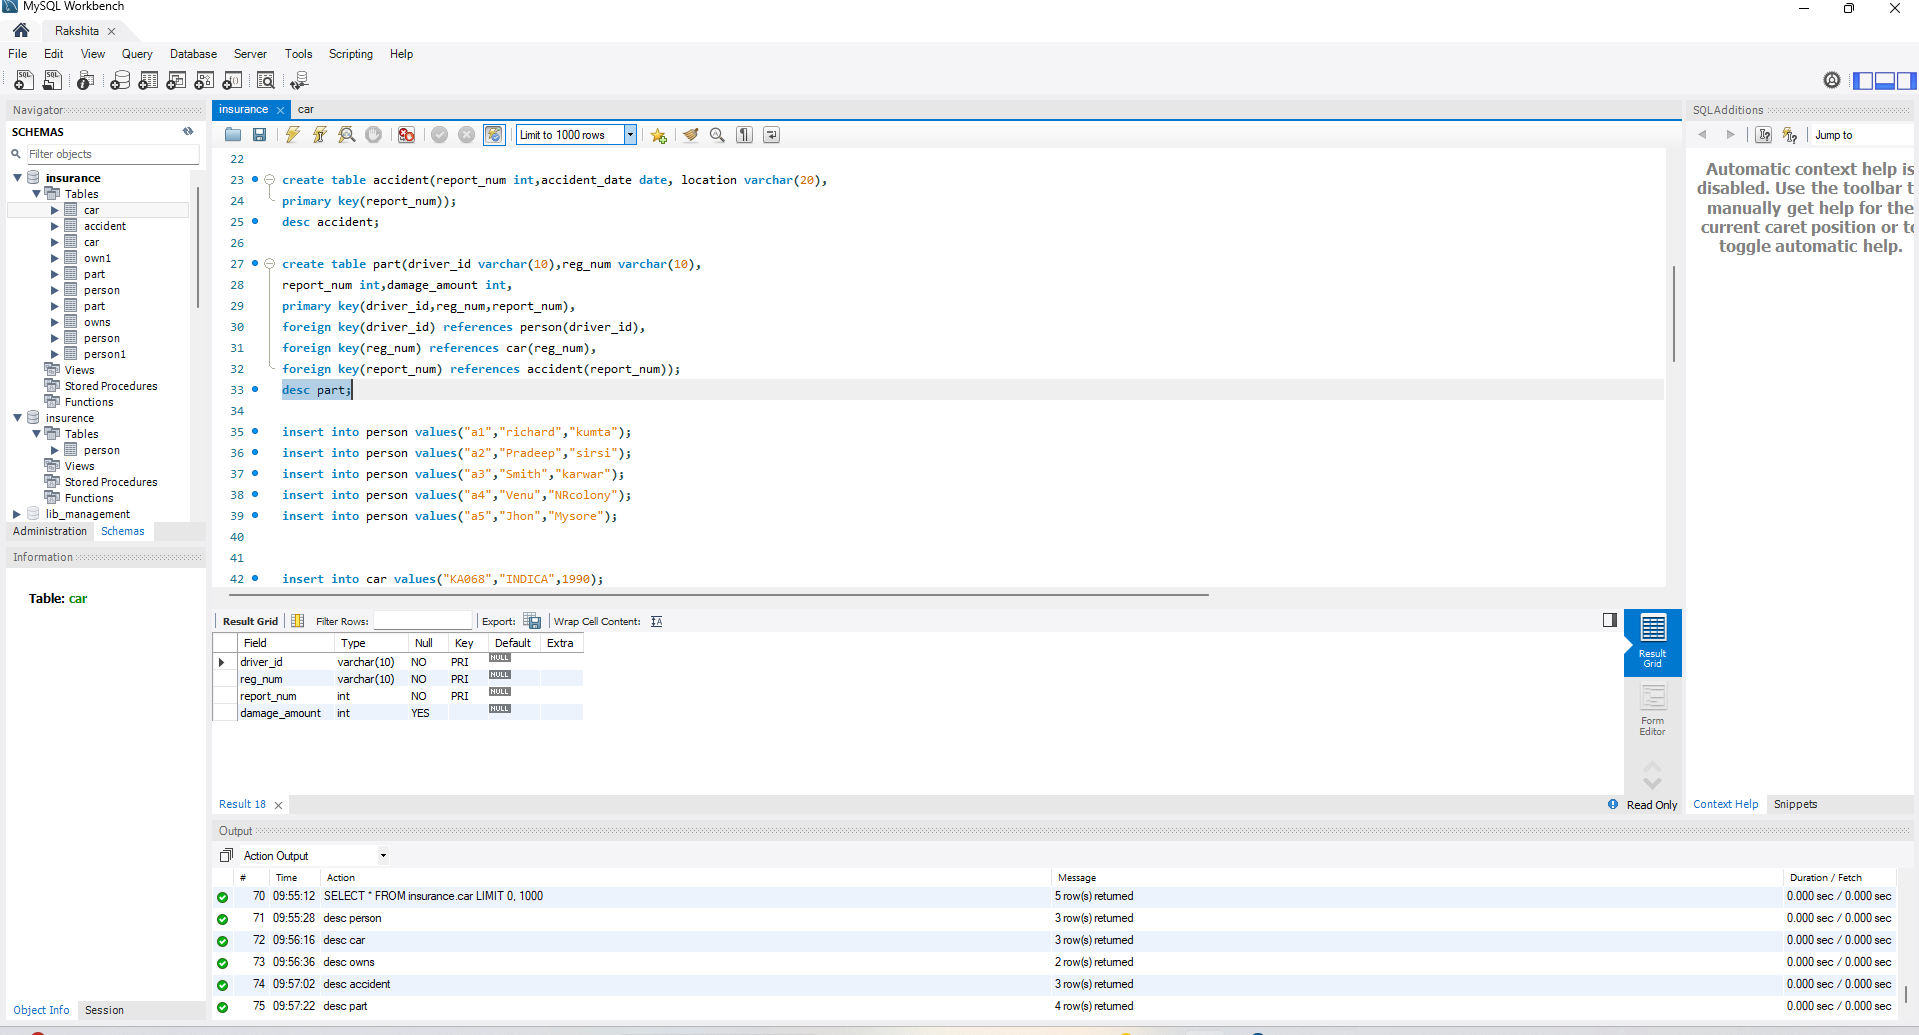 MySQL Workbench
Rakshita
File Edit View Query Database Server Tools Scripting Help
Navigator
SCHEMAS
Filter objects
insurance
Tables
car
accident
car
own1
part
person
part
owns
person
person1
Views
Stored Procedures
Functions
insurence
Tables
person
Views
Stored Procedures
Functions
lib_management
Administration Schemas
Information
Table: car
Object Info Session
insurance car
Limit to 1000 rows
22
23 create table accident(report_num int,accident_date date, location varchar(20),
24 primary key(report_num));
25 desc accident;
26
27 create table part(driver_id varchar(10),reg_num varchar(10),
28 report_num int,damage_amount int,
29 primary key(driver_id,reg_num,report_num),
30 foreign key(driver_id) references person(driver_id),
31 foreign key(reg_num) references car(reg_num),
32 foreign key(report_num) references accident(report_num));
33 desc part;
34
35 insert into person values("a1","richard","kumta");
36 insert into person values("a2","Pradeep","sirsi");
37 insert into person values("a3","Smith","karwar");
38 insert into person values("a4","Venu","NRcolony");
39 insert into person values("a5","Jhon","Mysore");
40
41
42 insert into car values("KA068","INDICA",1990);
Result Grid Filter Rows: Export: Wrap Cell Content:
Field Type Null Key Default Extra
driver_id varchar(10) NO PRI NULL
reg_num varchar(10) NO PRI NULL
report_num int NO PRI NULL
damage_amount int YES NULL
Result Grid
Form Editor
Result 18
Read Only
SQLAdditions
Jump to
Automatic context help is
disabled. Use the toolbar t
manually get help for the
current caret position or to
toggle automatic help.
Context Help Snippets
Output
Action Output
# Time Action Message Duration / Fetch
70 09:55:12 SELECT * FROM insurance.car LIMIT 0, 1000 5 row(s) returned 0.000 sec / 0.000 sec
71 09:55:28 desc person 3 row(s) returned 0.000 sec / 0.000 sec
72 09:56:16 desc car 3 row(s) returned 0.000 sec / 0.000 sec
73 09:56:36 desc owns 2 row(s) returned 0.000 sec / 0.000 sec
74 09:57:02 desc accident 3 row(s) returned 0.000 sec / 0.000 sec
75 09:57:22 desc part 4 row(s) returned 0.000 sec / 0.000 sec